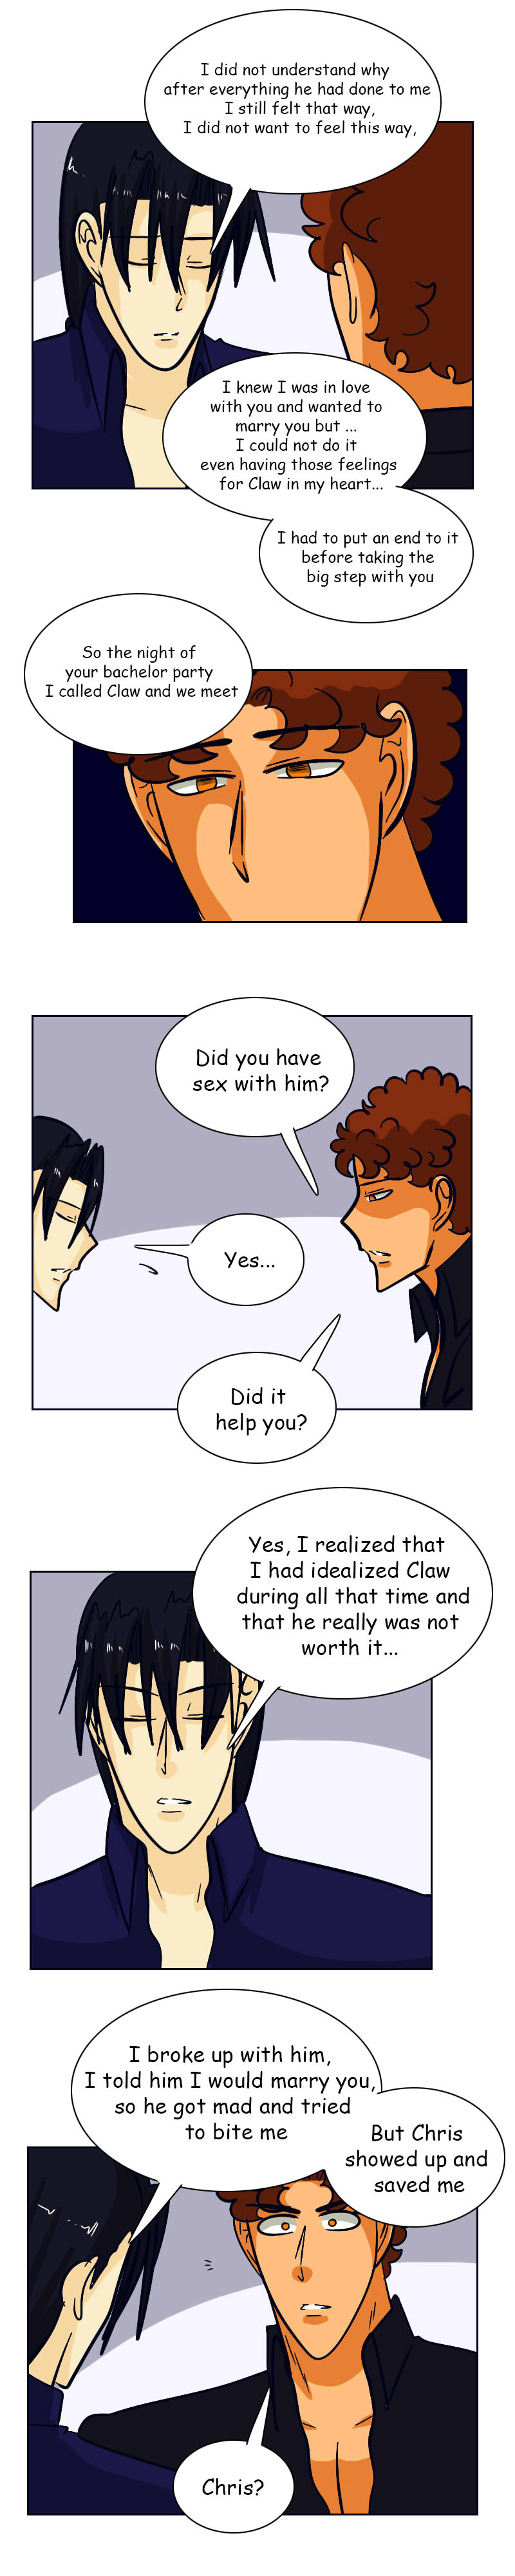 I did not understand why
after everything he had done to me
I still felt that way,
I did not want to feel this way,
I knew I was in love
with you and wanted to
marry you but ...
I could not do it
even having those feelings
for Claw in my heart...
I had to put an end to it
before taking the
big step with you
So the night of
your bachelor party
I called Claw and we meet
Did you have
sex with him?
Yes...
Did it
help you?
Yes, I realized that
I had idealized Claw
during all that time and
that he really was not
worth it...
I broke up with him,
I told him I would marry you,
so he got mad and tried
to bite me
But Chris
showed up and
saved me
Chris?